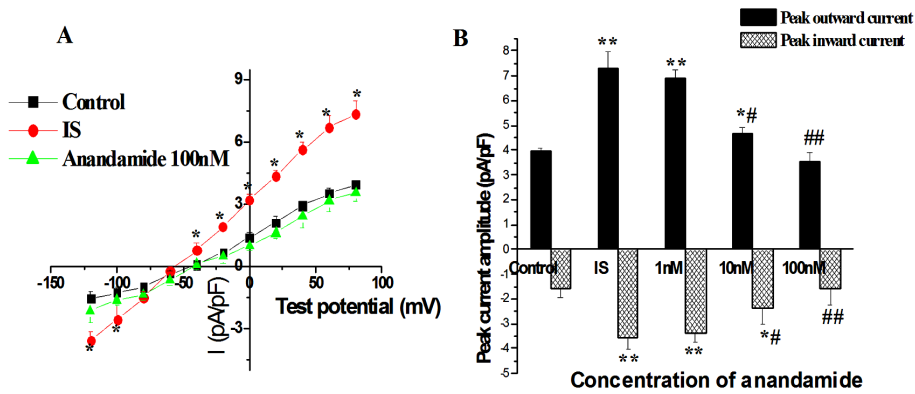 A
Control
IS
Anandamide 100nM
9
6
3
0
-3
-150
-100
-50
0
50
100
* * * * * * * *
* *
Test potential (mV)
I (pA/pF)
B
Peak outward current
Peak inward current
Peak current amplitude (pA/pF)
8
7
6
5
4
3
2
1
0
-1
-2
-3
-4
-5
** ** *# ##
Control IS 1nM 10nM 100nM
** ** *# ##
Concentration of anandamide